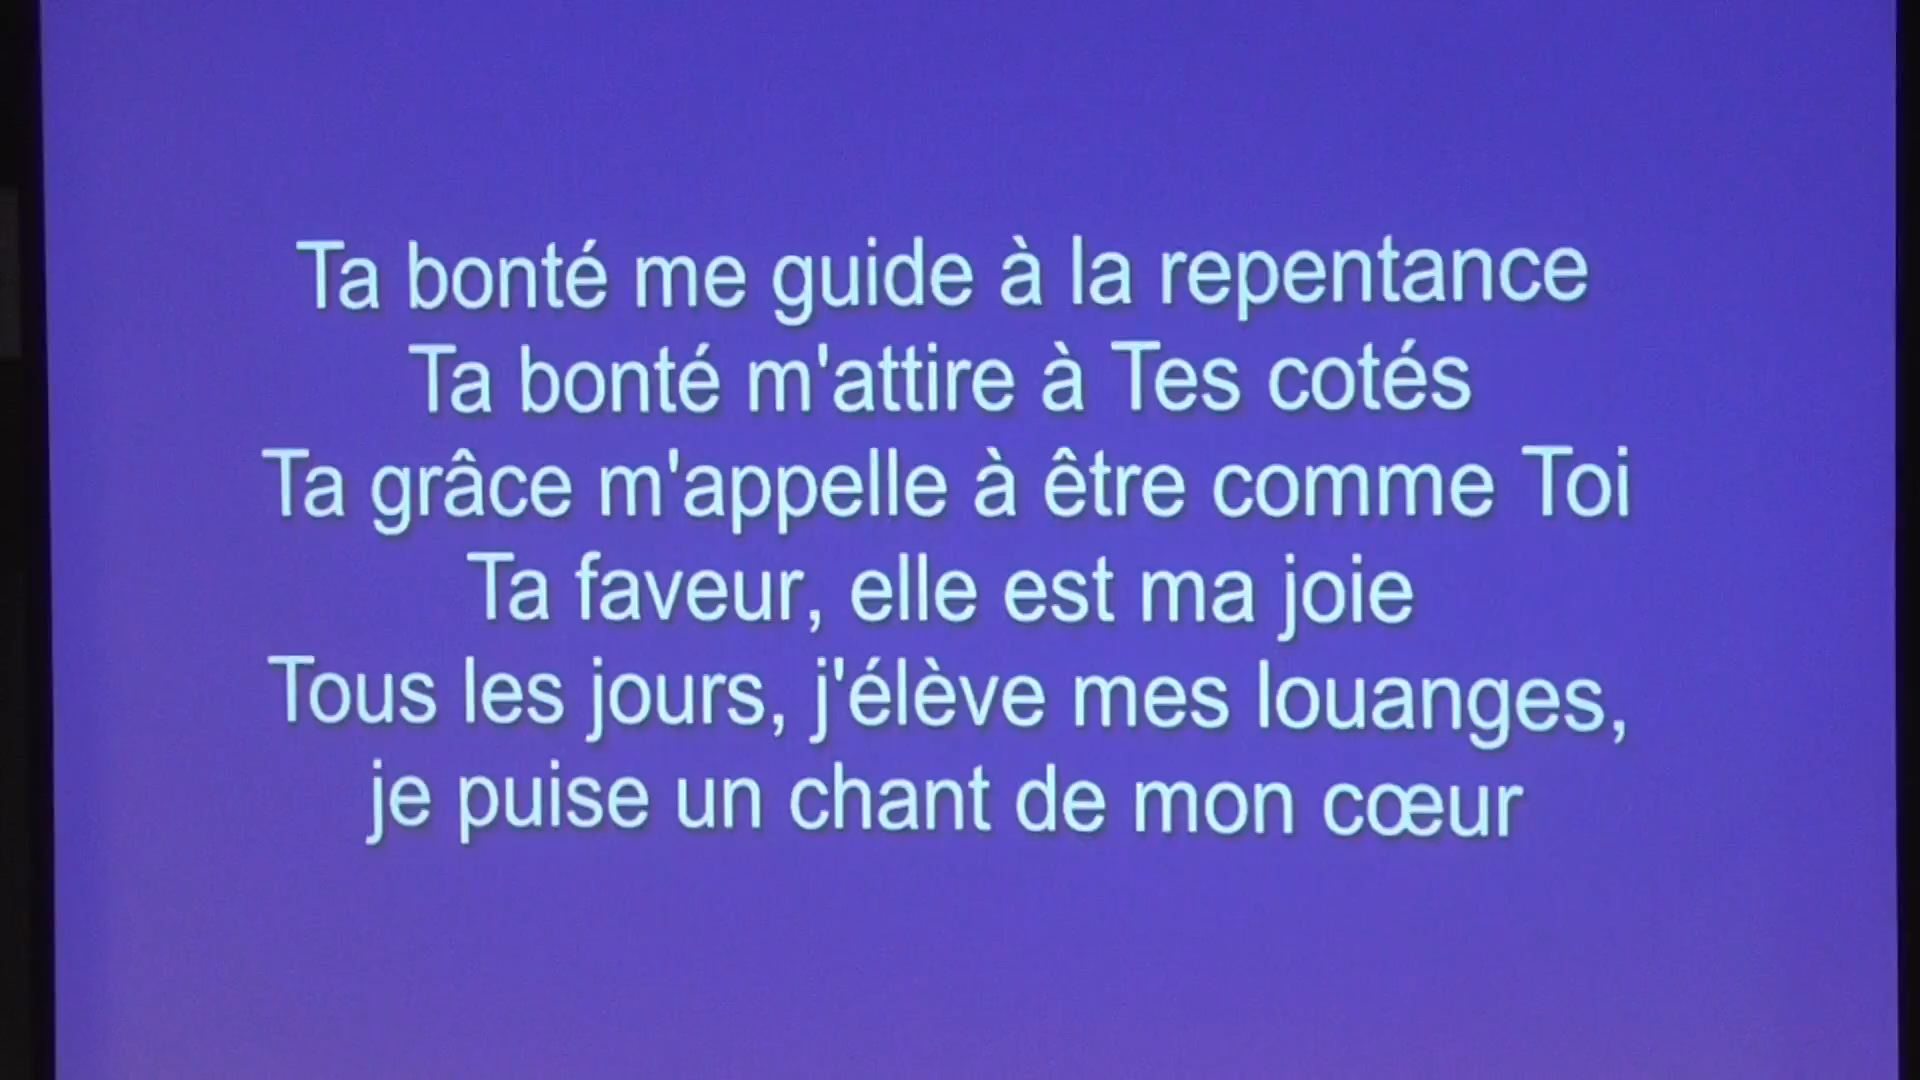 Ta bonté me guide à la repentance
Ta bonté m'attire à Tes cotés
Ta grâce m'appelle à être comme Toi
Ta faveur, elle est ma joie
Tous les jours, j'élève mes louanges,
je puise un chant de mon cœur